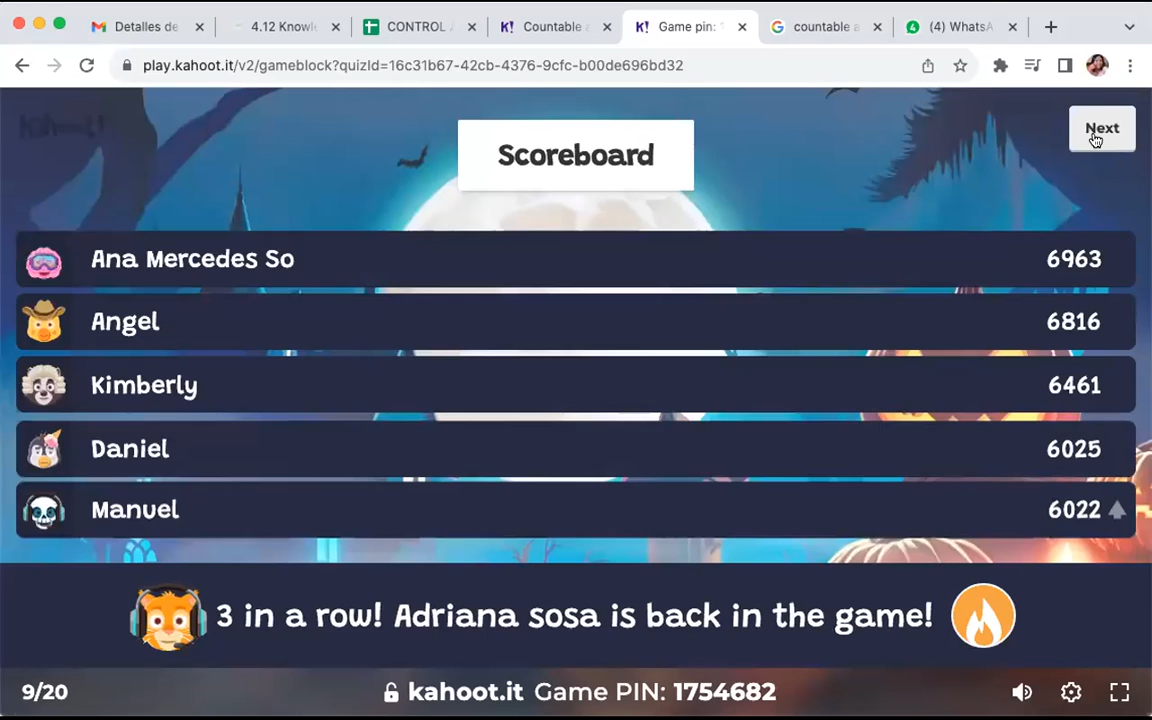 Detalles de
4.12 Knowl
CONTROL
Countable
Game pin:
countable a
(4) WhatsA
play.kahoot.it/v2/gameblock?quizId=16c31b67-42cb-4376-9cfc-b00de696bd32
Kahoot!
Scoreboard
Next
Ana Mercedes So 6963
Angel 6816
Kimberly 6461
Daniel 6025
Manuel 6022
3 in a row! Adriana sosa is back in the game!
9/20
kahoot.it Game PIN: 1754682